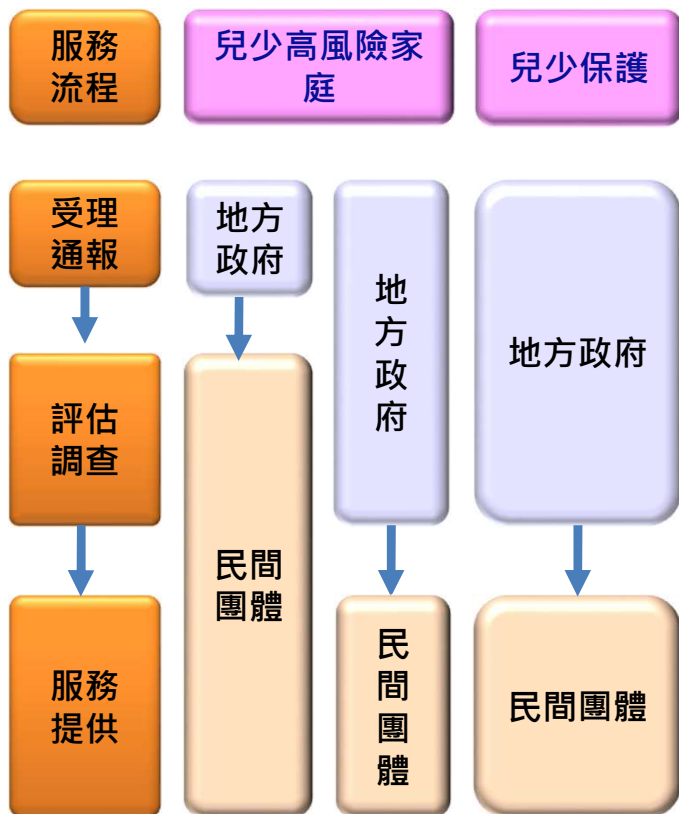 服務
流程
兒少高風險家
庭
兒少保護
受理
通報
地方
政府
地
方
政
府
地方政府
評估
調查
民間
團體
服務
提供
民
間
團
體
民間團體